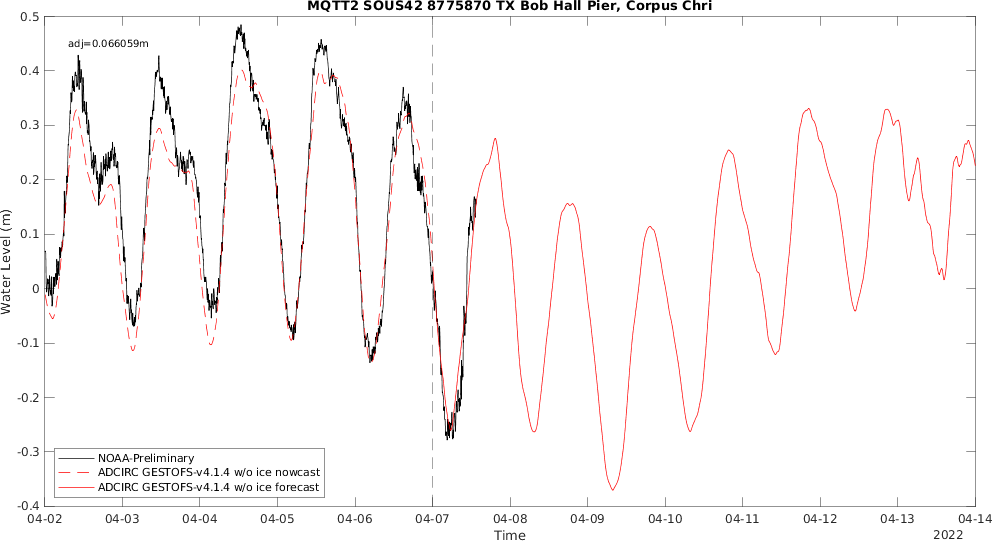 MQTT2 SOUS42 8775870 TX Bob Hall Pier, Corpus Chri
adj=0.066059m
0.5
0.4
0.3
0.2
0.1
0
-0.1
-0.2
-0.3
-0.4
Water Level (m)
NOAA-Preliminary
ADCIRC GESTOFS-v4.1.4 w/o ice nowcast
ADCIRC GESTOFS-v4.1.4 w/o ice forecast
04-02 04-03 04-04 04-05 04-06 04-07 04-08 04-09 04-10 04-11 04-12 04-13 04-14
Time
2022